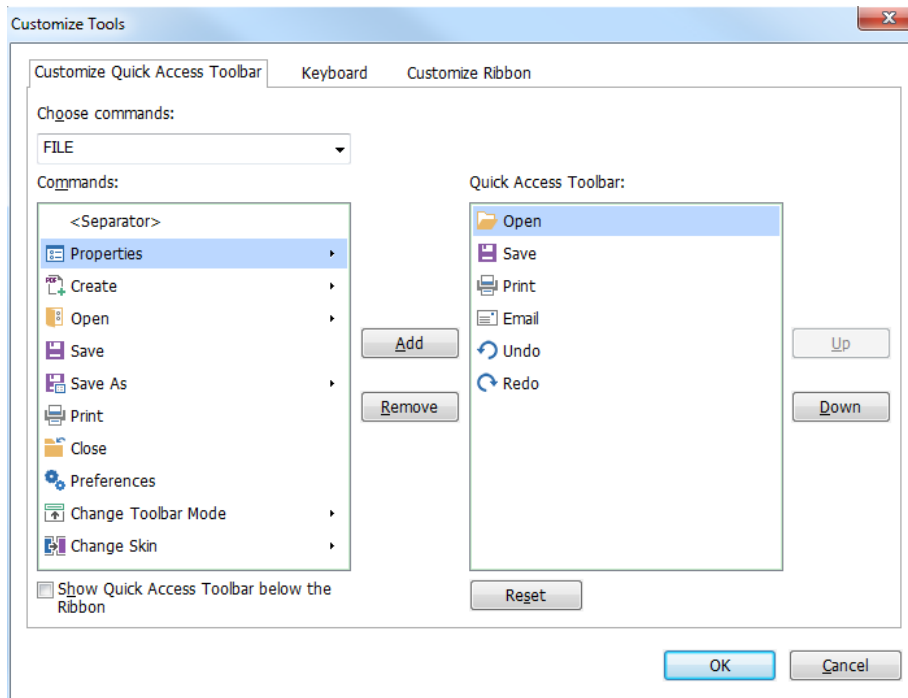 Customize Tools
Customize Quick Access Toolbar
Keyboard
Customize Ribbon
Choose commands:
FILE
Commands:
<Separator>
Properties
Create
Open
Save
Save As
Print
Close
Preferences
Change Toolbar Mode
Change Skin
Show Quick Access Toolbar below the
Ribbon
Add
Remove
Quick Access Toolbar:
Open
Save
Print
Email
Undo
Redo
Reset
Up
Down
OK
Cancel